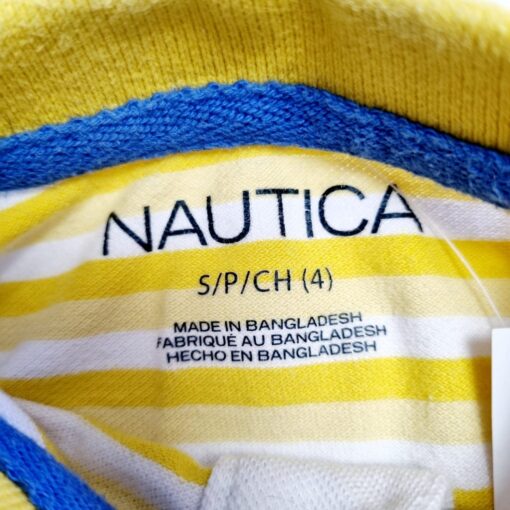 NAUTICA
S/P/CH (4)
MADE IN BANGLADESH
FABRIQUÉ AU BANGLADESH
HECHO EN BANGLADESH